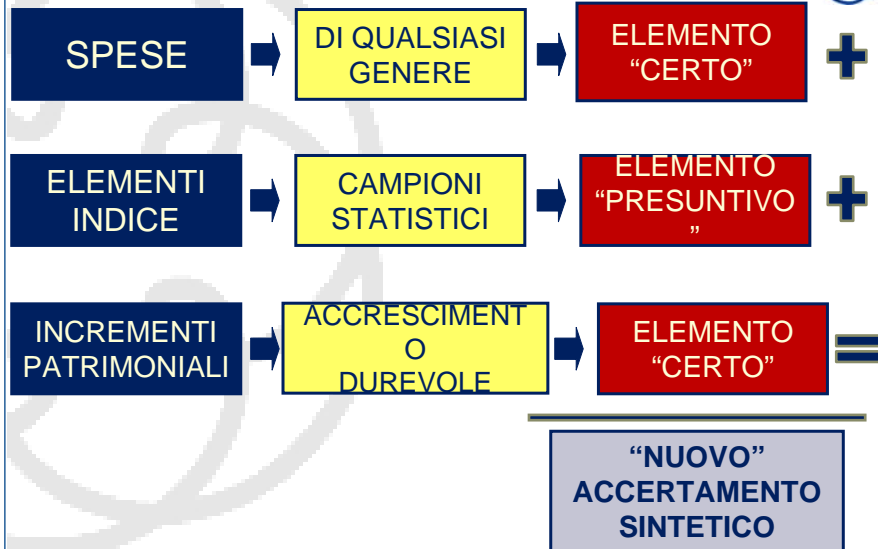 SPESE
DI QUALSIASI
GENERE
ELEMENTO
“CERTO”
+
ELEMENTI
INDICE
CAMPIONI
STATISTICI
ELEMENTO
“PRESUNTIVO
”
+
INCREMENTI
PATRIMONIALI
ACCRESCIMENT
O
DUREVOLE
ELEMENTO
“CERTO”
=
“NUOVO”
ACCERTAMENTO
SINTETICO